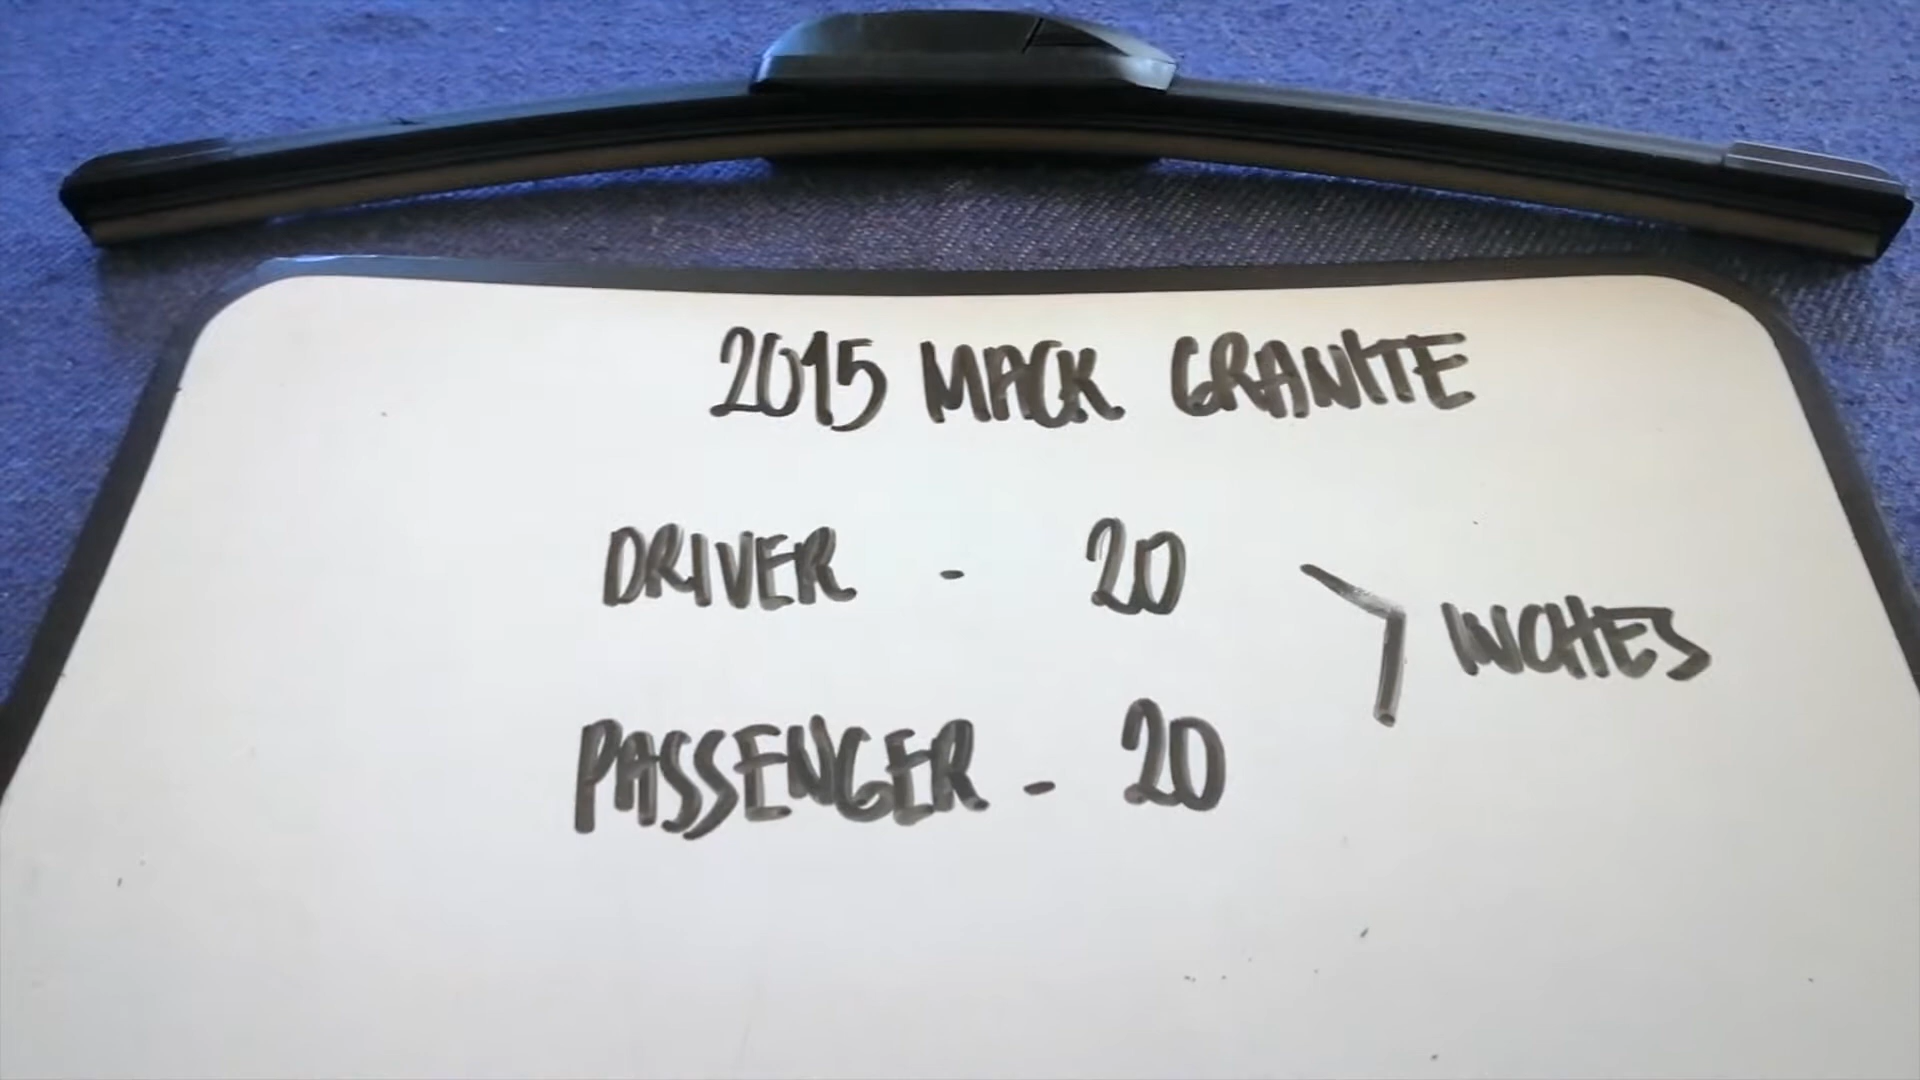 2015 MACK GRANITE
DRIVER - 20
INCHES
PASSENGER - 20